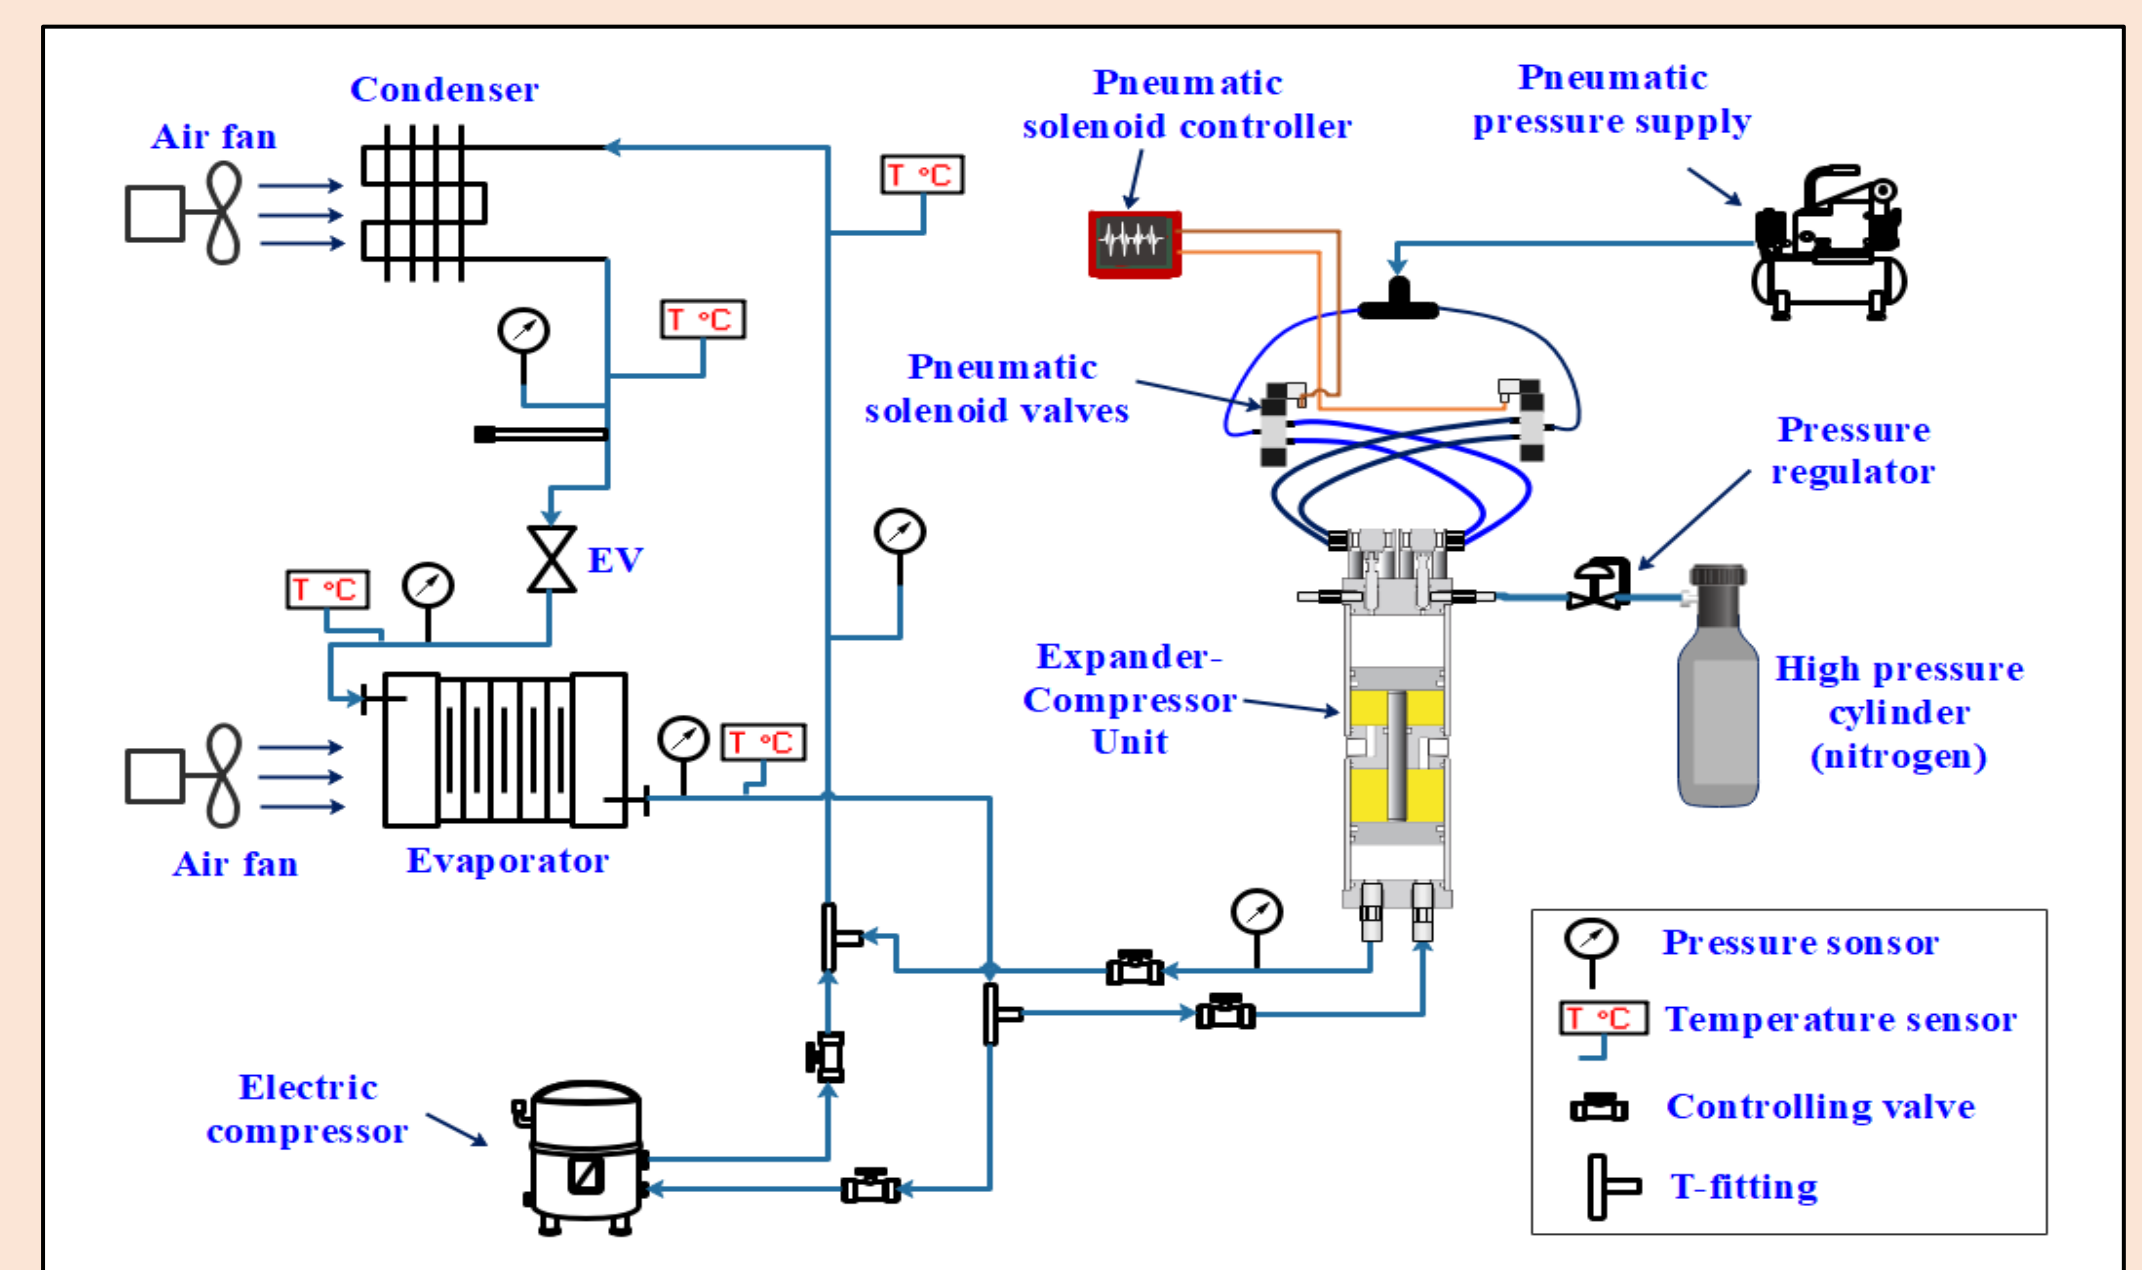 Condenser
Air fan
T °C
Pneumatic
solenoid controller
Pneumatic
pressure supply
T °C
Pneumatic
solenoid valves
Pressure
regulator
EV
T °C
Expander-
Compressor
Unit
High pressure
cylinder
(nitrogen)
T °C
Air fan
Evaporator
Electric
compressor
Pressure sonsor
T °C
Temperature sensor
Controlling valve
T-fitting